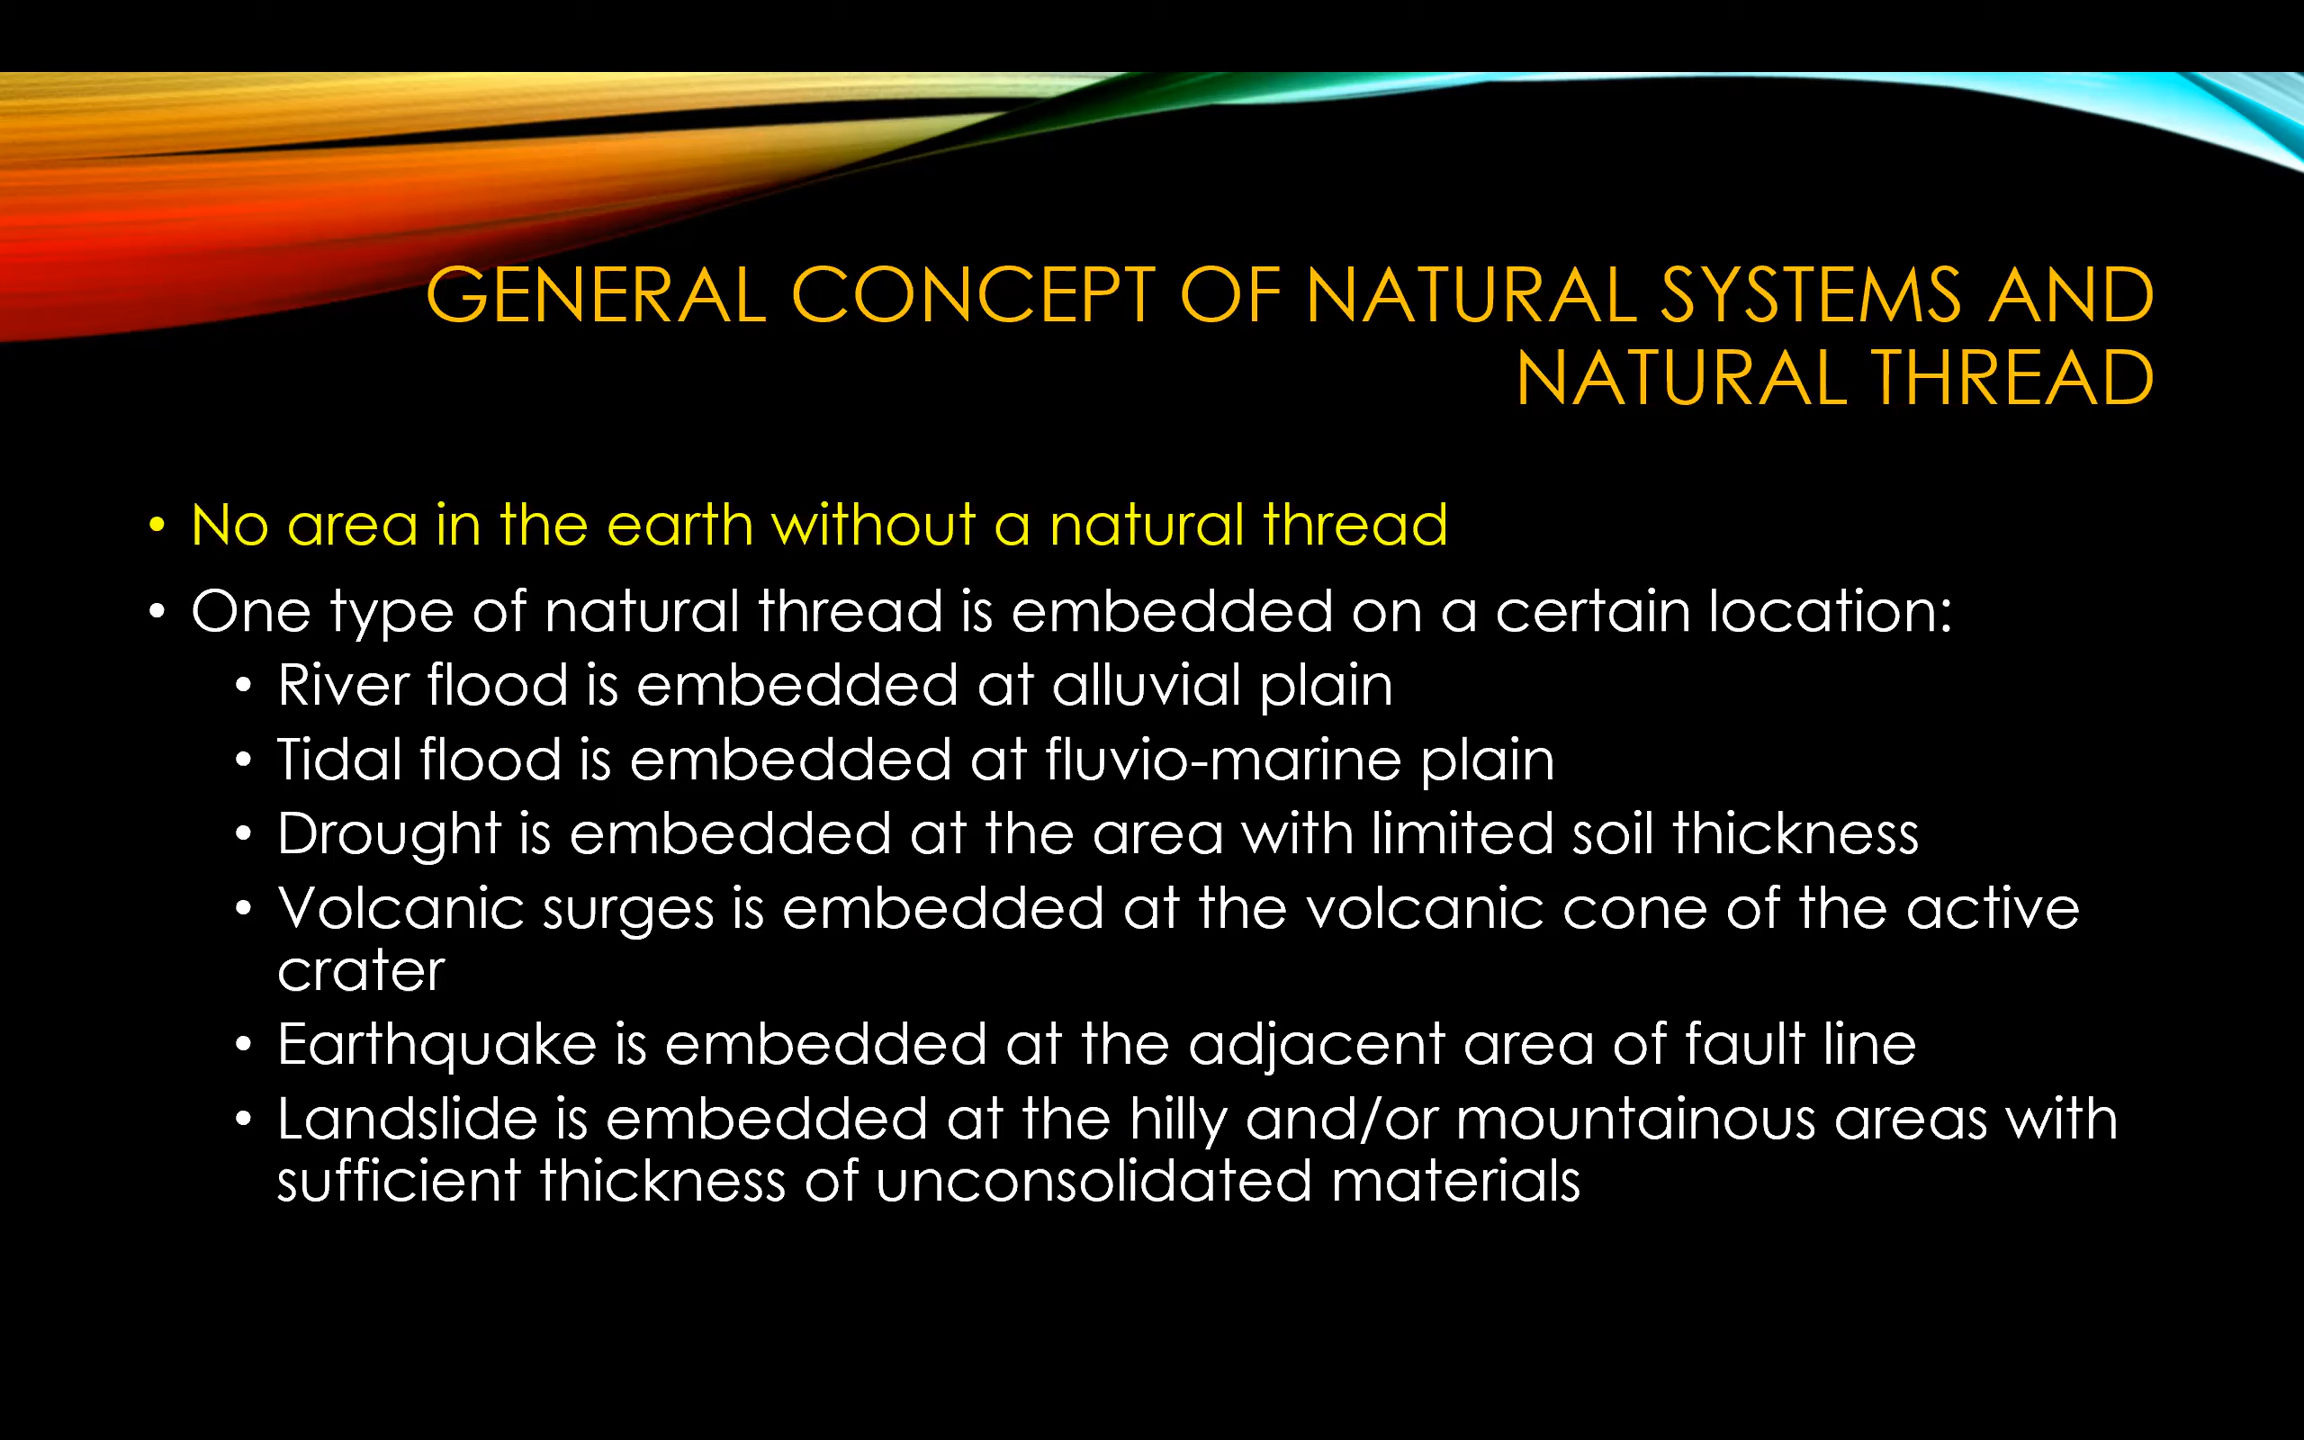 GENERAL CONCEPT OF NATURAL SYSTEMS AND
NATURAL THREAD
• No area in the earth without a natural thread
• One type of natural thread is embedded on a certain location:
• River flood is embedded at alluvial plain
• Tidal flood is embedded at fluvio-marine plain
• Drought is embedded at the area with limited soil thickness
• Volcanic surges is embedded at the volcanic cone of the active
crater
• Earthquake is embedded at the adjacent area of fault line
• Landslide is embedded at the hilly and/or mountainous areas with
sufficient thickness of unconsolidated materials